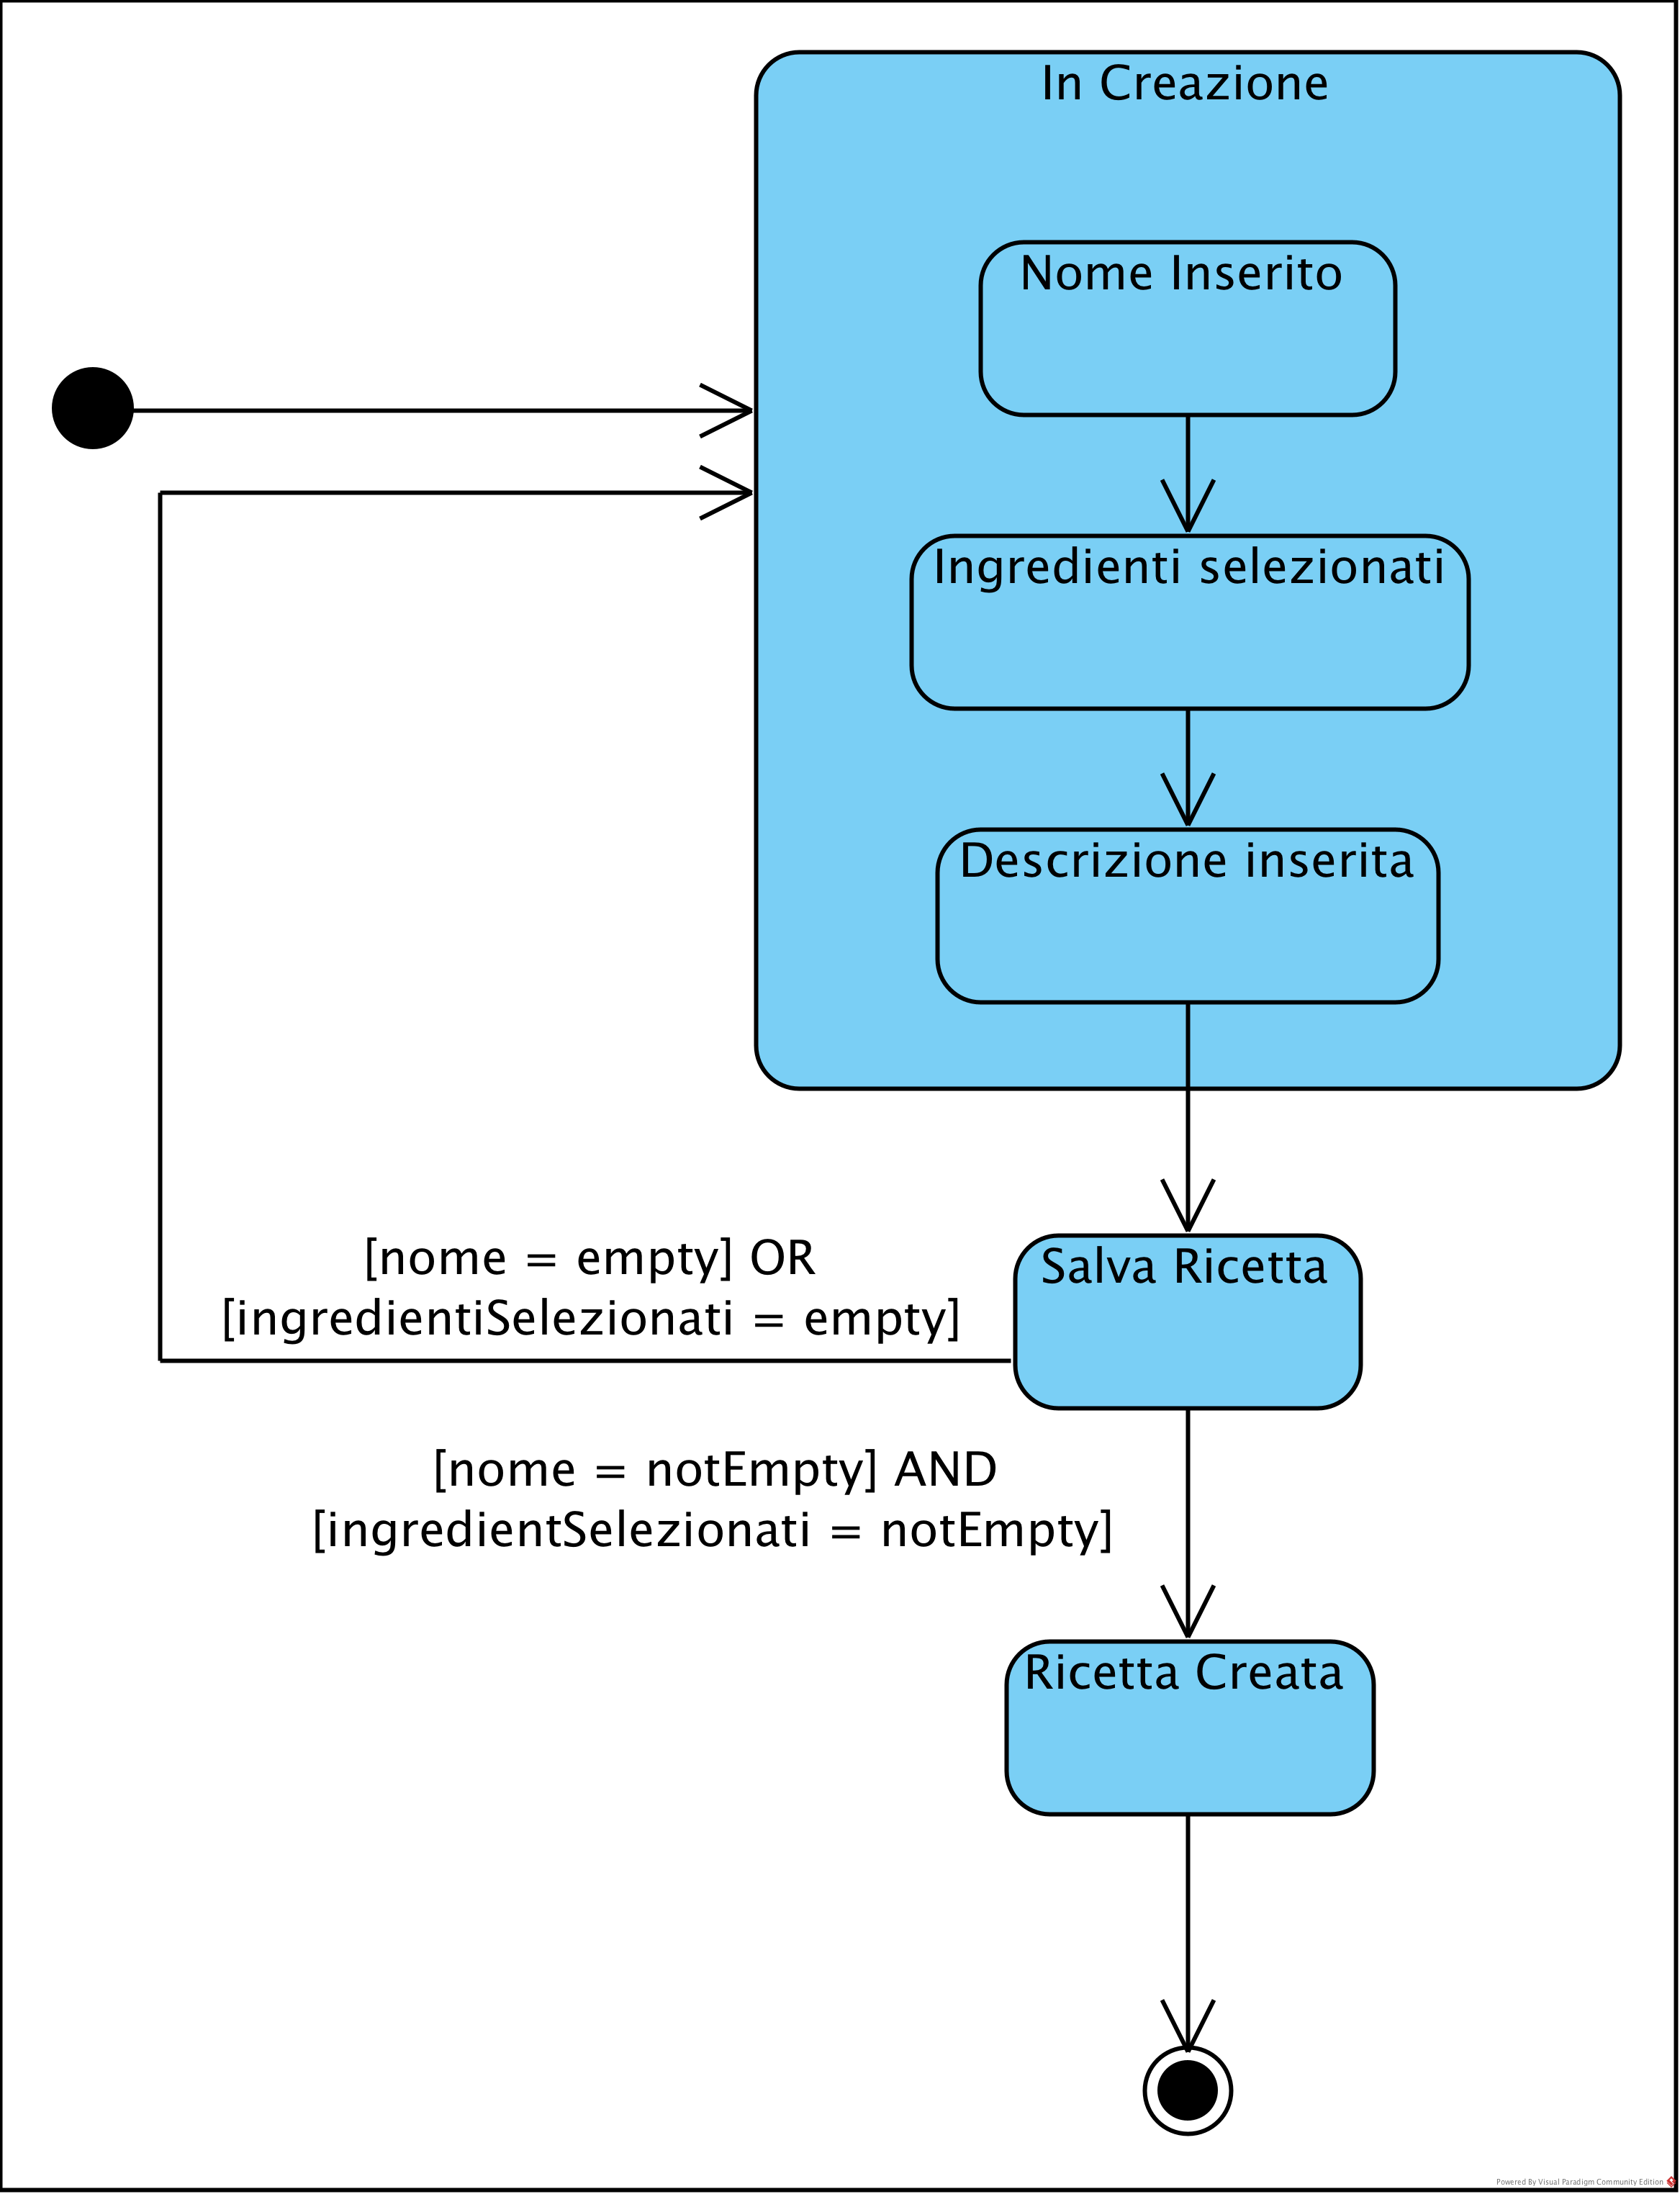 In Creazione
Nome Inserito
Ingredienti selezionati
Descrizione inserita
[nome = empty] OR
[ingredientiSelezionati = empty]
Salva Ricetta
[nome = notEmpty] AND
[ingredientSelezionati = notEmpty]
Ricetta Creata
Powered By Visual Paradigm Community Edition